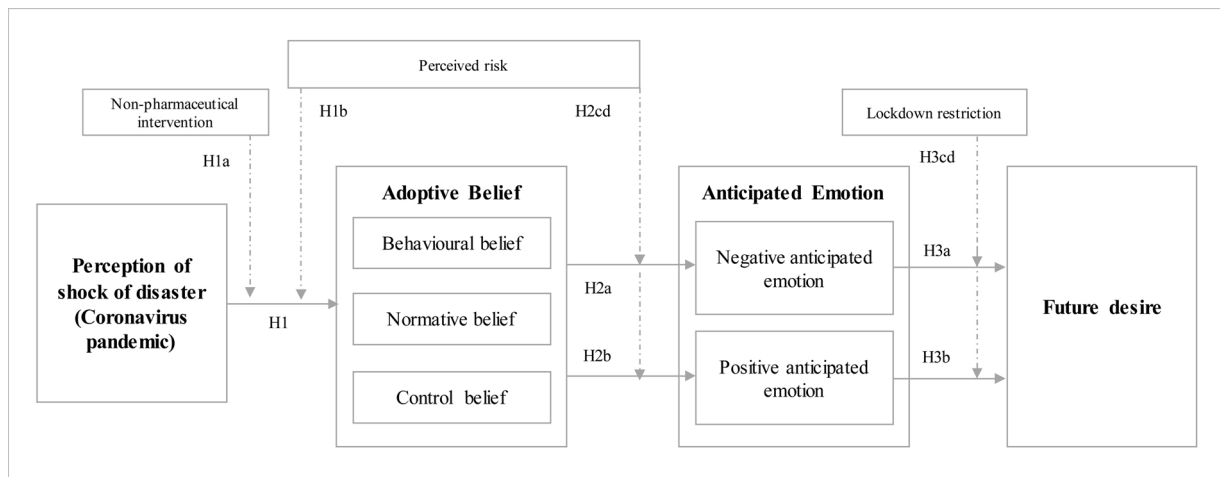 Perceived risk
Non-pharmaceutical
intervention
H1b
H2cd
Lockdown restriction
H1a
H3cd
Adoptive Belief
Anticipated Emotion
Perception of
shock of disaster
(Coronavirus
pandemic)
H1
Behavioural belief
Normative belief
Control belief
H2a
H2b
Negative anticipated
emotion
Positive anticipated
emotion
H3a
H3b
Future desire